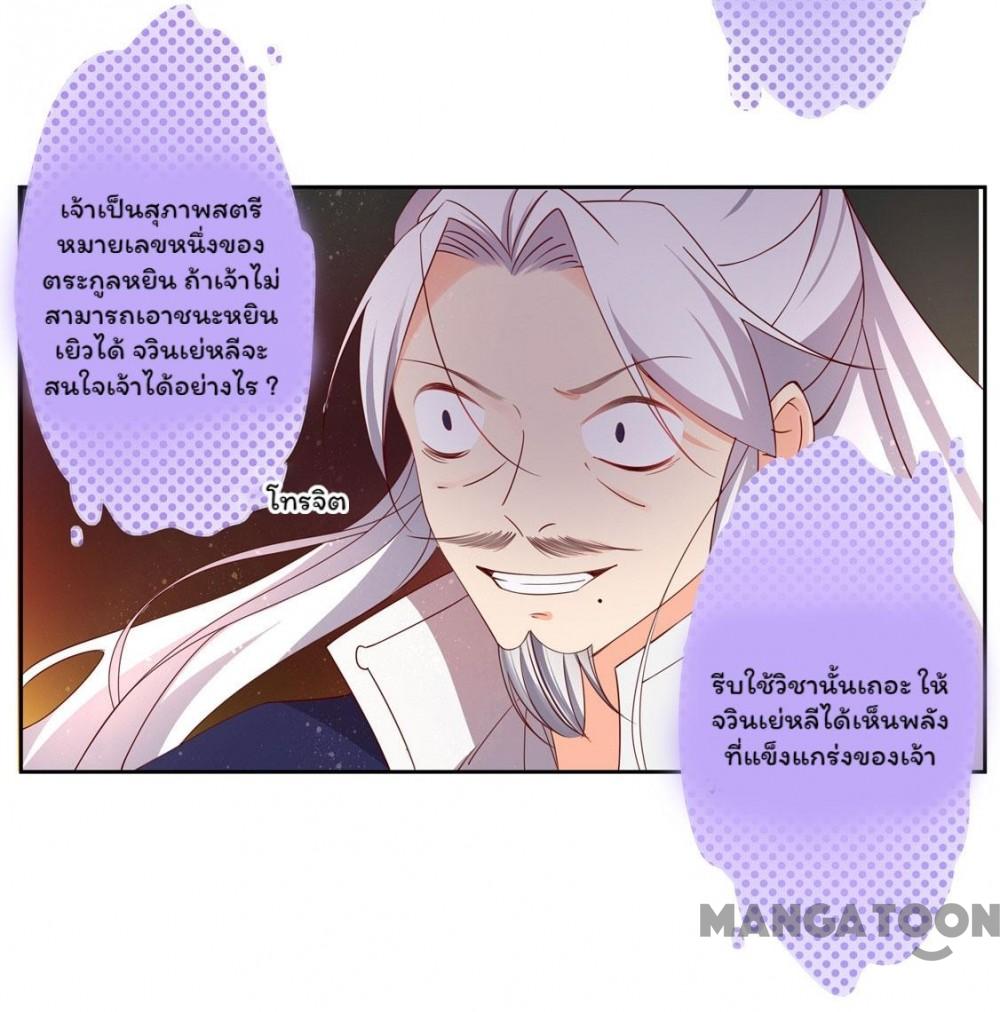 เจ้าเป็นสุภาพสตรี
หมายเลขหนึ่งของ
ตระกูลหยิน ถ้าเจ้าไม่
สามารถเอาชนะหยิน
เยิวได้ จวินเย่หลีจะ
สนใจเจ้าได้อย่างไร ?
โทรจิต
รีบใช้วิชานั้นเถอะ ให้
จวินเย่หลีได้เห็นพลัง
ที่แข็งแกร่งของเจ้า
MANGATOON